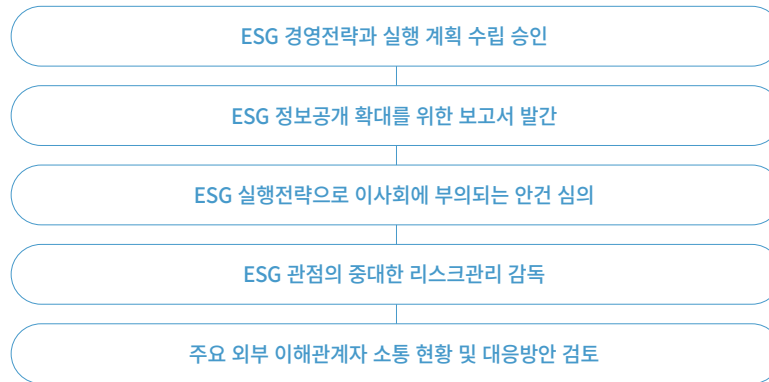 ESG 경영전략과 실행 계획 수립 승인
ESG 정보공개 확대를 위한 보고서 발간
ESG 실행전략으로 이사회에 부의되는 안건 심의
ESG 관점의 중대한 리스크관리 감독
주요 외부 이해관계자 소통 현황 및 대응방안 검토